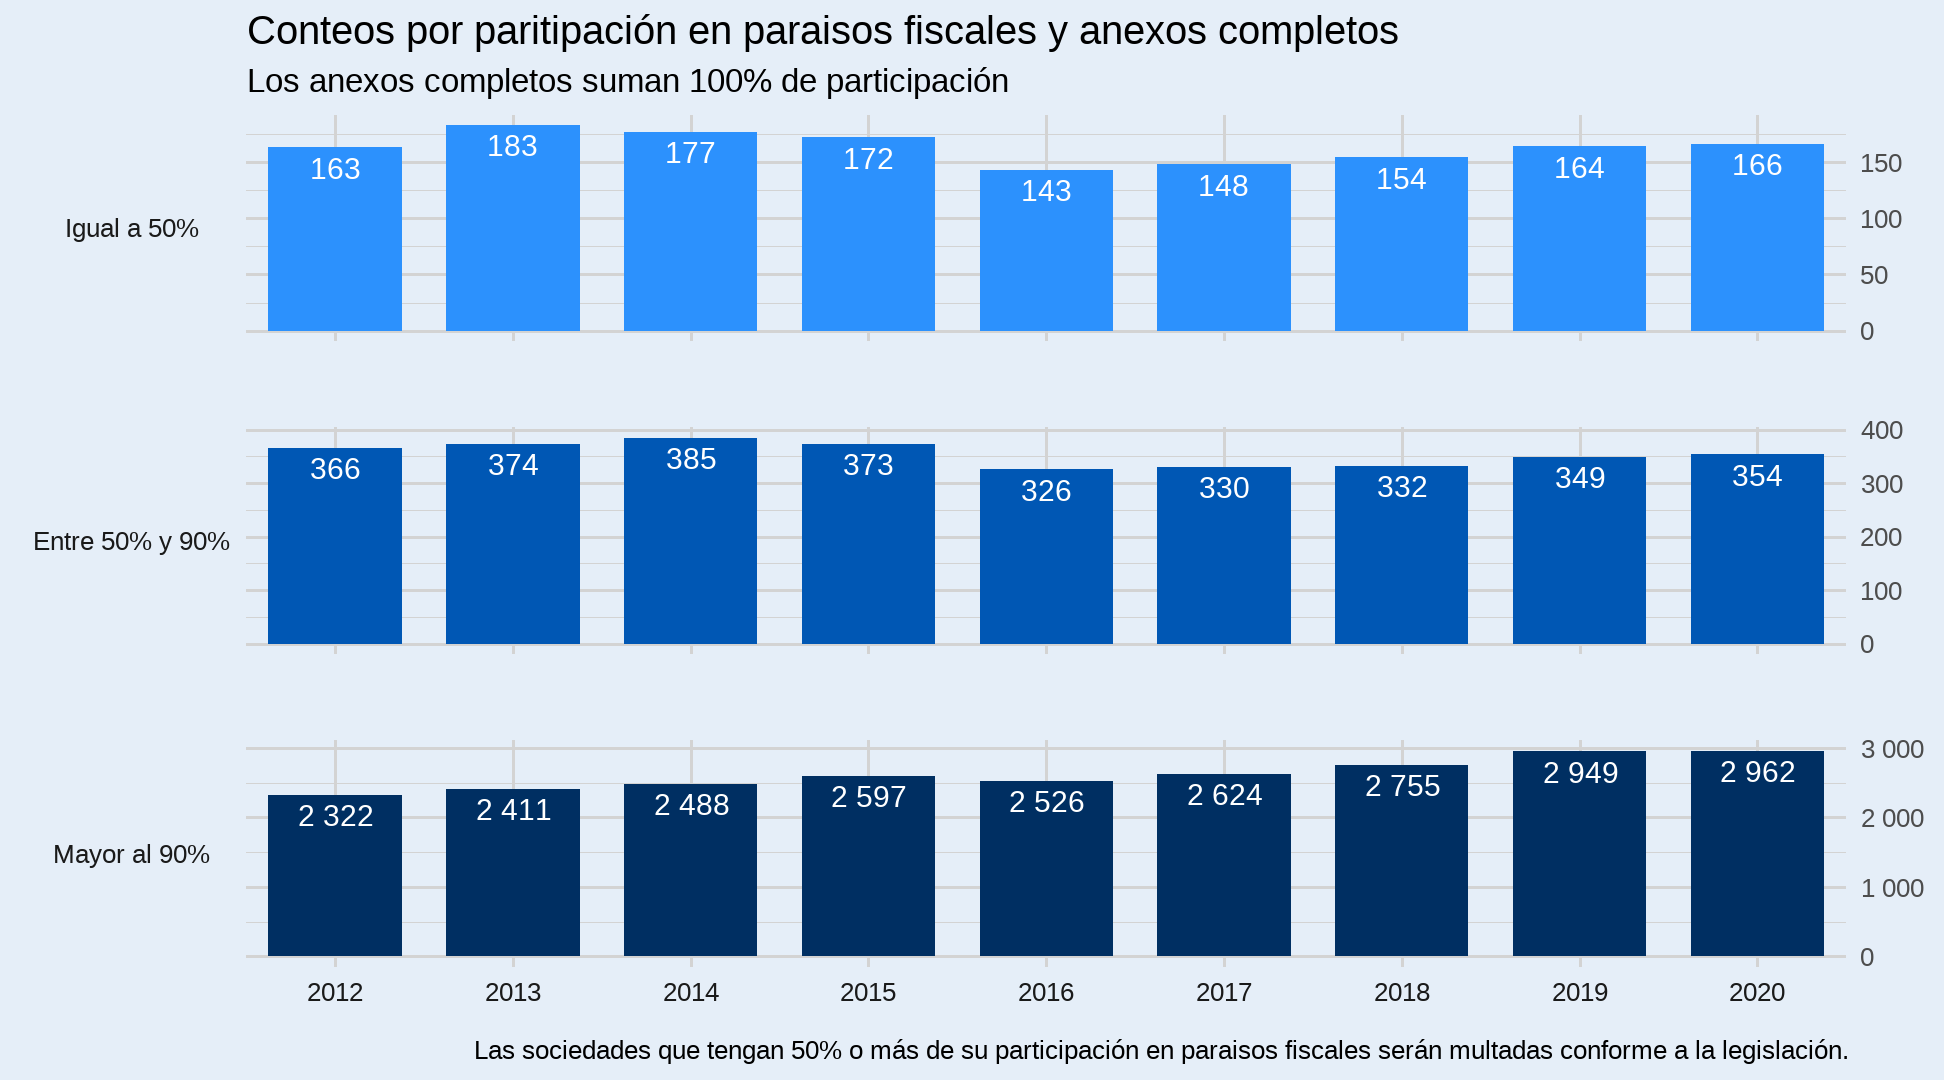 Conteos por paritipación en paraisos fiscales y anexos completos
Los anexos completos suman 100% de participación
163 183 177 172 143 148 154 164 166
150
100
50
0
Igual a 50%
366 374 385 373 326 330 332 349 354
400
300
200
100
0
Entre 50% y 90%
2 322 2 411 2 488 2 597 2 526 2 624 2 755 2 949 2 962
3 000
2 000
1 000
0
Mayor al 90%
2012 2013 2014 2015 2016 2017 2018 2019 2020
Las sociedades que tengan 50% o más de su participación en paraisos fiscales serán multadas conforme a la legislación.